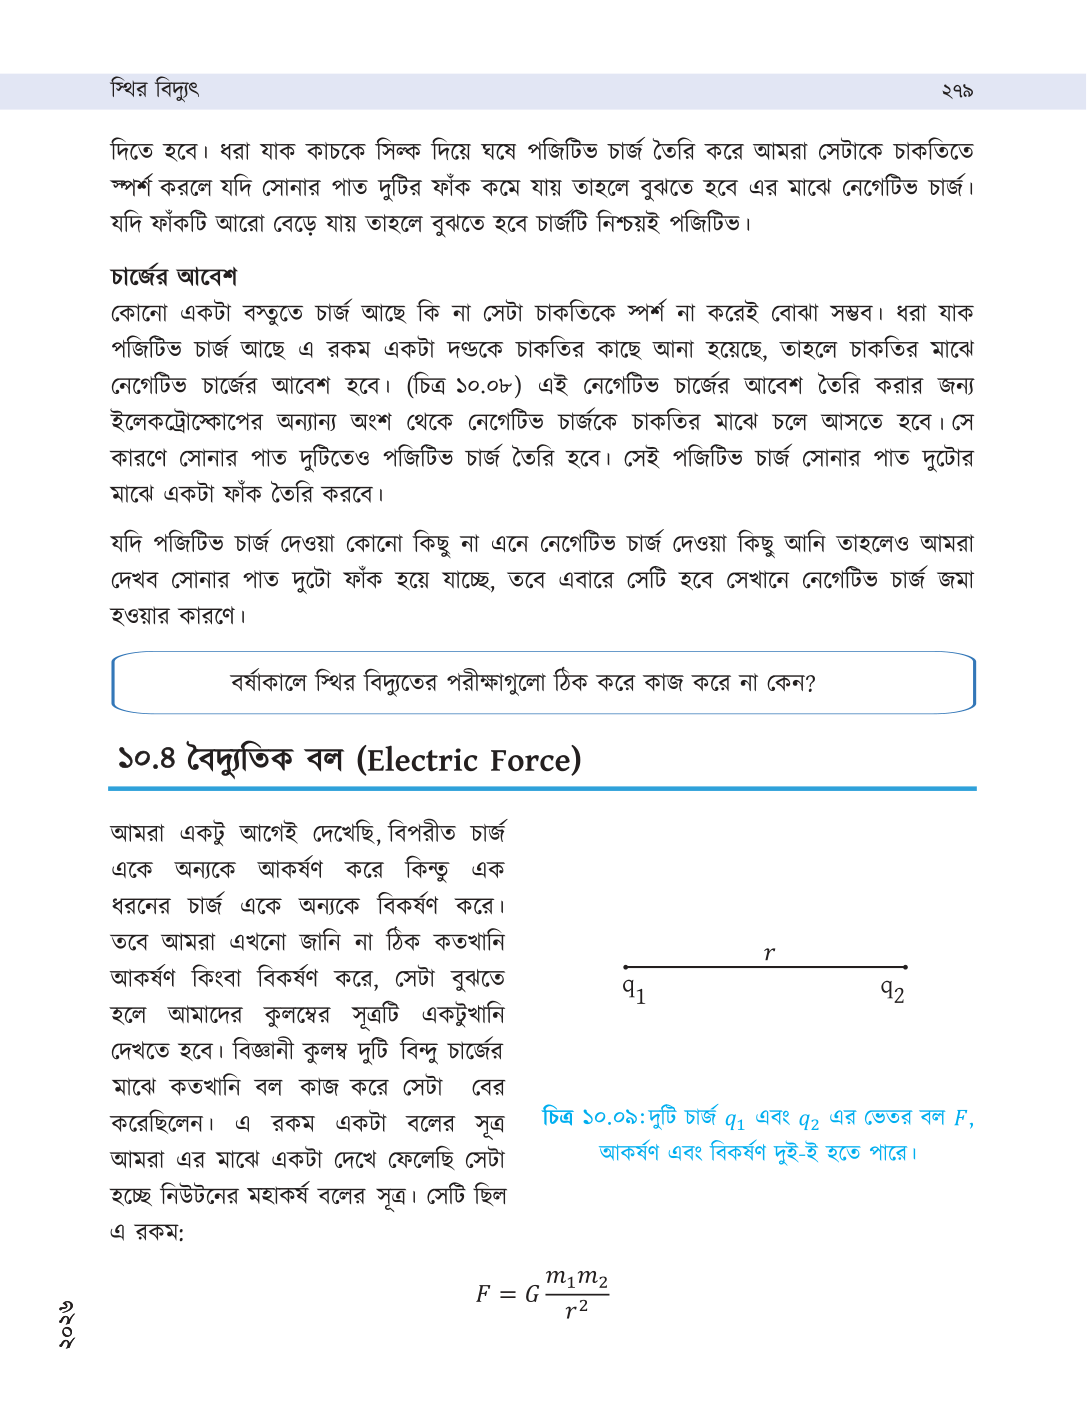 স্থির বিদ্যুৎ ২৭৯
দিতে হবে। ধরা যাক কাচকে সিল্ক দিয়ে ঘষে পজিটিভ চার্জ তৈরি করে আমরা সেটাকে চাকতিতে
স্পর্শ করলে যদি সোনার পাত দুটির ফাঁক কমে যায় তাহলে বুঝতে হবে এর মাঝে নেগেটিভ চার্জ।
যদি ফাঁকটি আরো বেড়ে যায় তাহলে বুঝতে হবে চার্জটি নিশ্চয়ই পজিটিভ।
চার্জের আবেশ
কোনো একটা বস্তুতে চার্জ আছে কি না সেটা চাকতিকে স্পর্শ না করেই বোঝা সম্ভব। ধরা যাক
পজিটিভ চার্জ আছে এ রকম একটা দণ্ডকে চাকতির কাছে আনা হয়েছে, তাহলে চাকতির মাঝে
নেগেটিভ চার্জের আবেশ হবে। (চিত্র ১০.০৮) এই নেগেটিভ চার্জের আবেশ তৈরি করার জন্য
ইলেকট্রোস্কোপের অন্যান্য অংশ থেকে নেগেটিভ চার্জকে চাকতির মাঝে চলে আসতে হবে। সে
কারণে সোনার পাত দুটিতেও পজিটিভ চার্জ তৈরি হবে। সেই পজিটিভ চার্জ সোনার পাত দুটোর
মাঝে একটা ফাঁক তৈরি করবে।
যদি পজিটিভ চার্জ দেওয়া কোনো কিছু না এনে নেগেটিভ চার্জ দেওয়া কিছু আনি তাহলেও আমরা
দেখব সোনার পাত দুটো ফাঁক হয়ে যাচ্ছে, তবে এবারে সেটি হবে সেখানে নেগেটিভ চার্জ জমা
হওয়ার কারণে।
বর্ষাকালে স্থির বিদ্যুতের পরীক্ষাগুলো ঠিক করে কাজ করে না কেন?
১০.৪ বৈদ্যুতিক বল (Electric Force)
আমরা একটু আগেই দেখেছি, বিপরীত চার্জ
একে অন্যকে আকর্ষণ করে কিন্তু এক
ধরনের চার্জ একে অন্যকে বিকর্ষণ করে।
তবে আমরা এখনো জানি না ঠিক কতখানি
আকর্ষণ কিংবা বিকর্ষণ করে, সেটা বুঝতে
হলে আমাদের কুলম্বের সূত্রটি একটুখানি
দেখতে হবে। বিজ্ঞানী কুলম্ব দুটি বিন্দু চার্জের
মাঝে কতখানি বল কাজ করে সেটা বের
করেছিলেন। এ রকম একটা বলের সূত্র
আমরা এর মাঝে একটা দেখে ফেলেছি সেটা
হচ্ছে নিউটনের মহাকর্ষ বলের সূত্র। সেটি ছিল
এ রকম:
r
q₁ q₂
চিত্র ১০.০৯: দুটি চার্জ q₁ এবং q₂ এর ভেতর বল F,
আকর্ষণ এবং বিকর্ষণ দুই-ই হতে পারে।
F = G m₁m₂ / r²
২০২৬